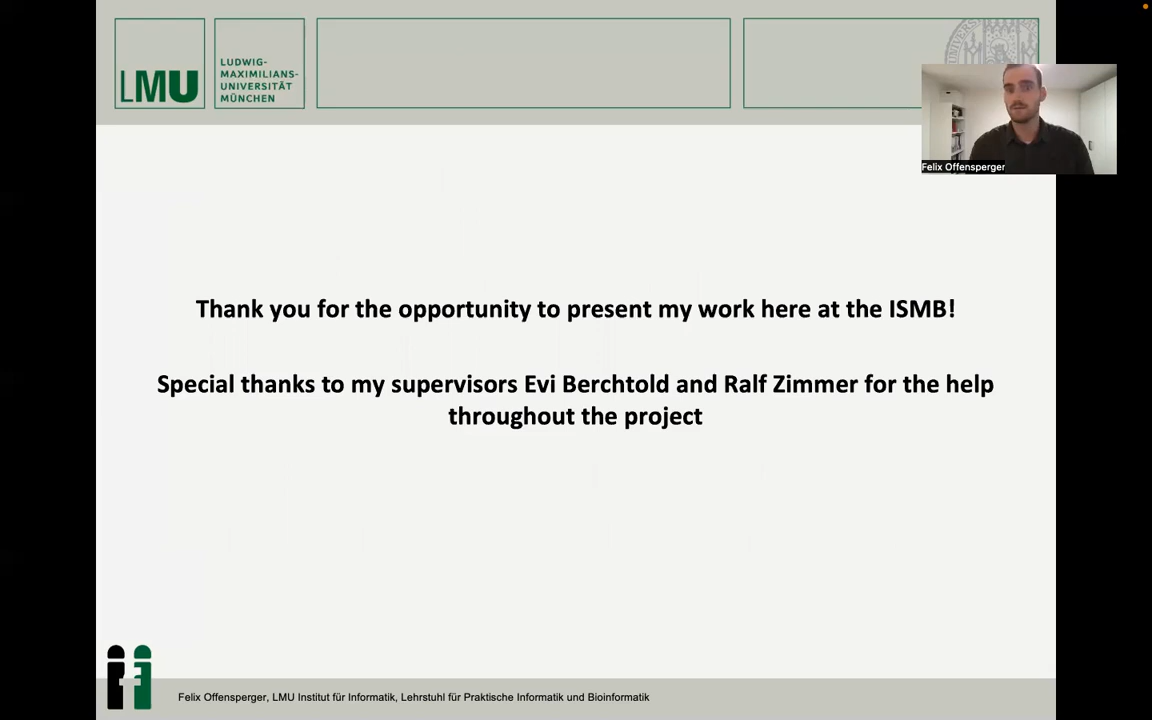 LMU
LUDWIG-
MAXIMILIANS-
UNIVERSITÄT
MÜNCHEN
Felix Offensperger
Thank you for the opportunity to present my work here at the ISMB!
Special thanks to my supervisors Evi Berchtold and Ralf Zimmer for the help
throughout the project
Felix Offensperger, LMU Institut für Informatik, Lehrstuhl für Praktische Informatik und Bioinformatik